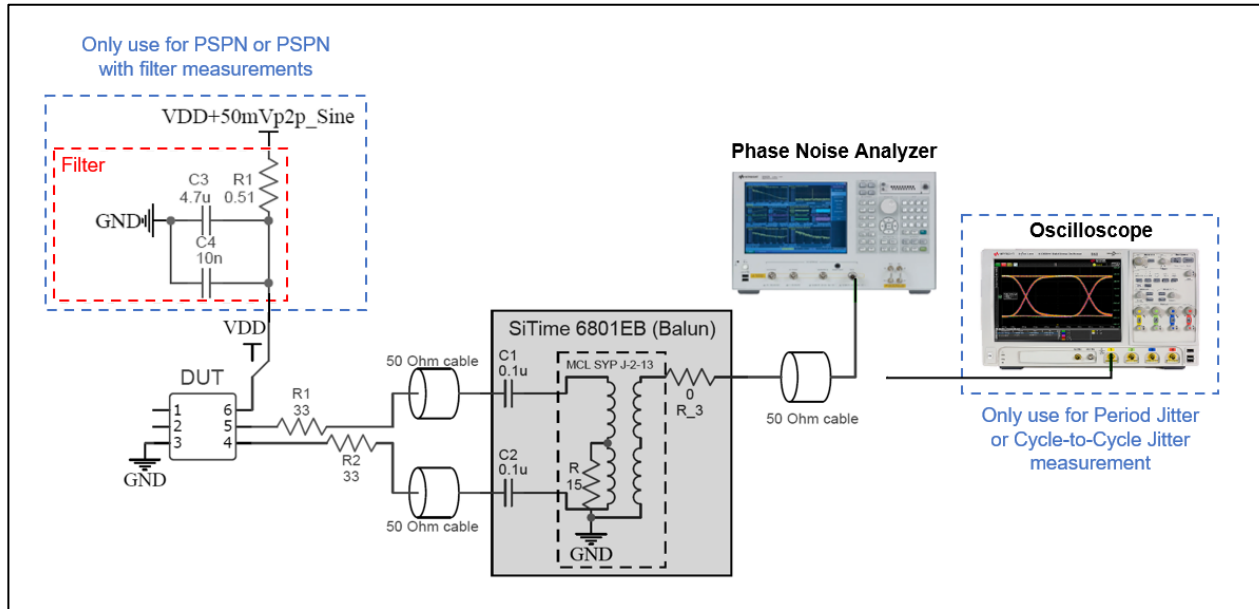 Only use for PSPN or PSPN
with filter measurements
VDD+50mVp2p_Sine
Filter
C3
4.7u
R1
0.51
GND
C4
10n
VDD
DUT
1
2
3
6
5
4
GND
R1
33
R2
33
50 Ohm cable
50 Ohm cable
SiTime 6801EB (Balun)
C1
0.1u
MCL SYP J-2-13
C2
0.1u
R
15
GND
0
R_3
50 Ohm cable
Phase Noise Analyzer
Oscilloscope
Only use for Period Jitter
or Cycle-to-Cycle Jitter
measurement